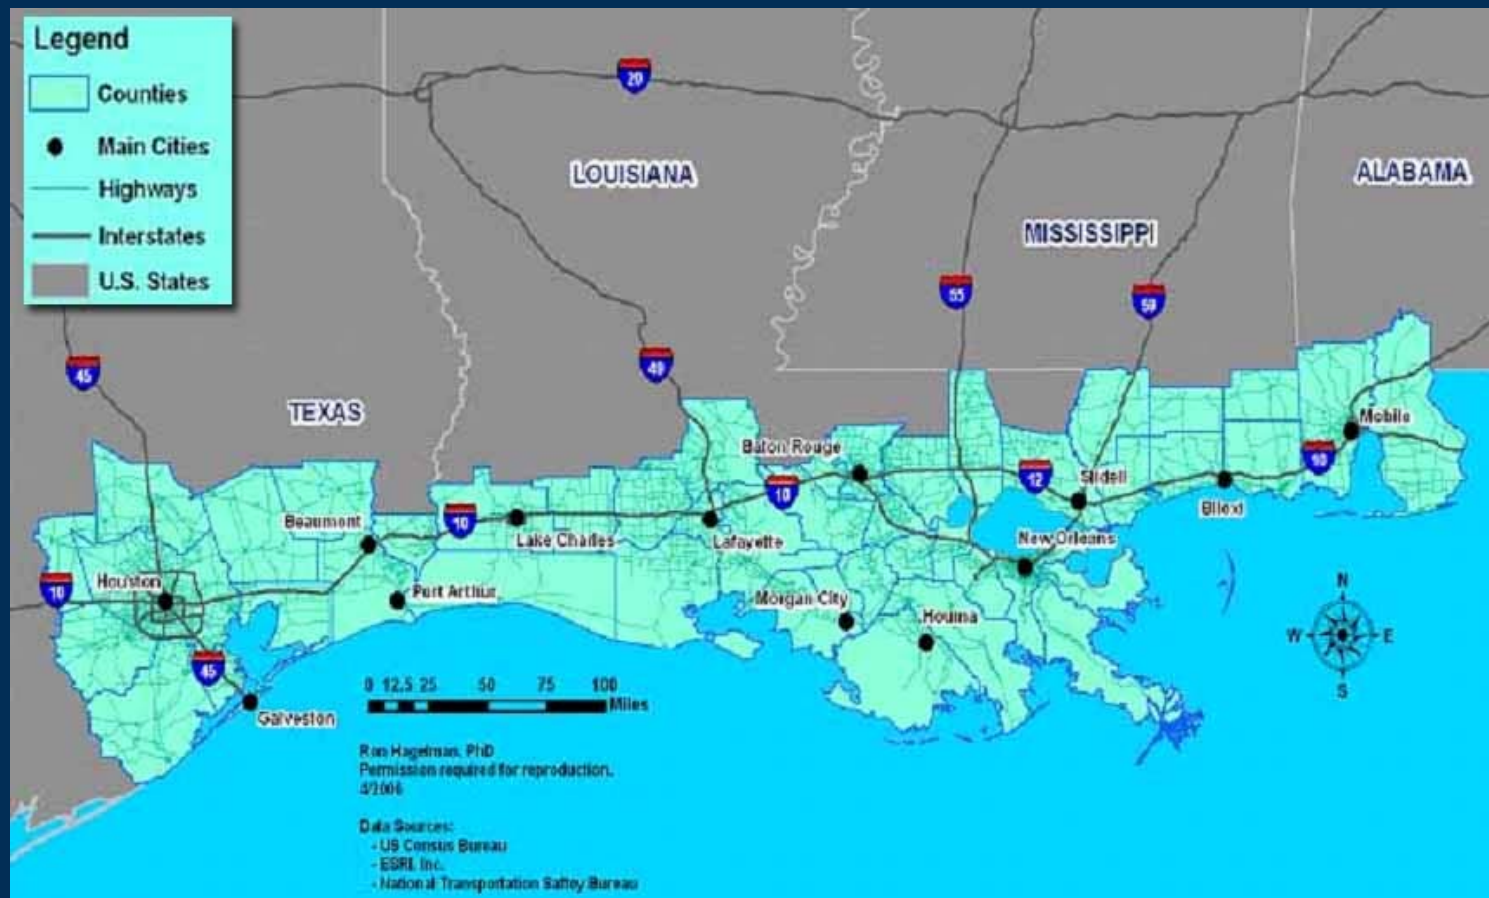 Legend
Counties
Main Cities
Highways
Interstates
U.S. States
20
LOUISIANA
ALABAMA
MISSISSIPPI
55
59
45
49
TEXAS
Mobile
Baton Rouge
10
12
Slidell
10
Biloxi
Beaumont
10
Lake Charles
Lafayette
New Orleans
10
Houston
Port Arthur
Morgan City
Houma
N
W E
S
45
0 12.5 25 50 75 100
Miles
Galveston
Ron Hagelman, PhD
Permission required for reproduction.
4/2006
Data Sources:
- US Census Bureau
- ESRI, Inc.
- National Transportation Saftey Bureau